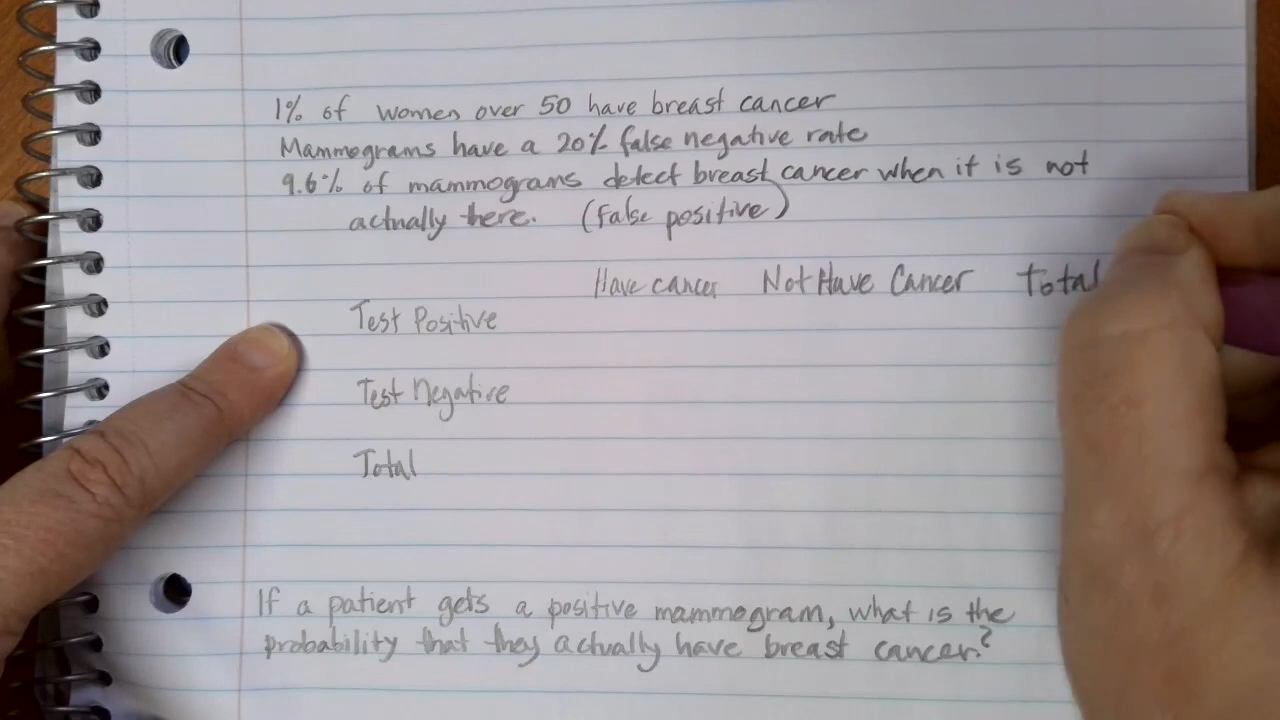 1% of women over 50 have breast cancer
Mammograms have a 20% false negative rate
9.6% of mammograms detect breast cancer when it is not
actually there. (false positive)
Have cancer Not Have Cancer Total
Test Positive
Test Negative
Total
If a patient gets a positive mammogram, what is the
probability that they actually have breast cancer?